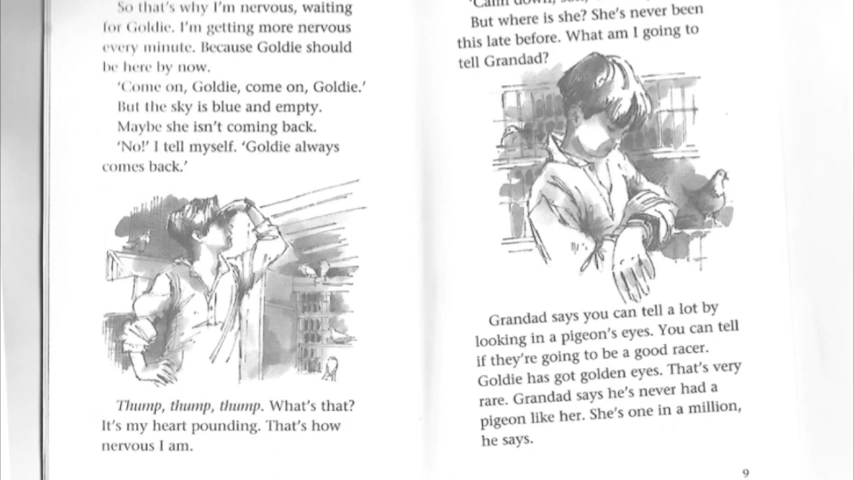 So that's why I'm nervous, waiting
for Goldie. I'm getting more nervous
every minute. Because Goldie should
be here by now.
'Come on, Goldie, come on, Goldie.'
But the sky is blue and empty.
Maybe she isn't coming back.
'No!' I tell myself. 'Goldie always
comes back.'
Thump, thump, thump. What's that?
It's my heart pounding. That's how
nervous I am.
'Calm down,
But where is she? She's never been
this late before. What am I going to
tell Grandad?
Grandad says you can tell a lot by
looking in a pigeon's eyes. You can tell
if they're going to be a good racer.
Goldie has got golden eyes. That's very
rare. Grandad says he's never had a
pigeon like her. She's one in a million,
he says.
9